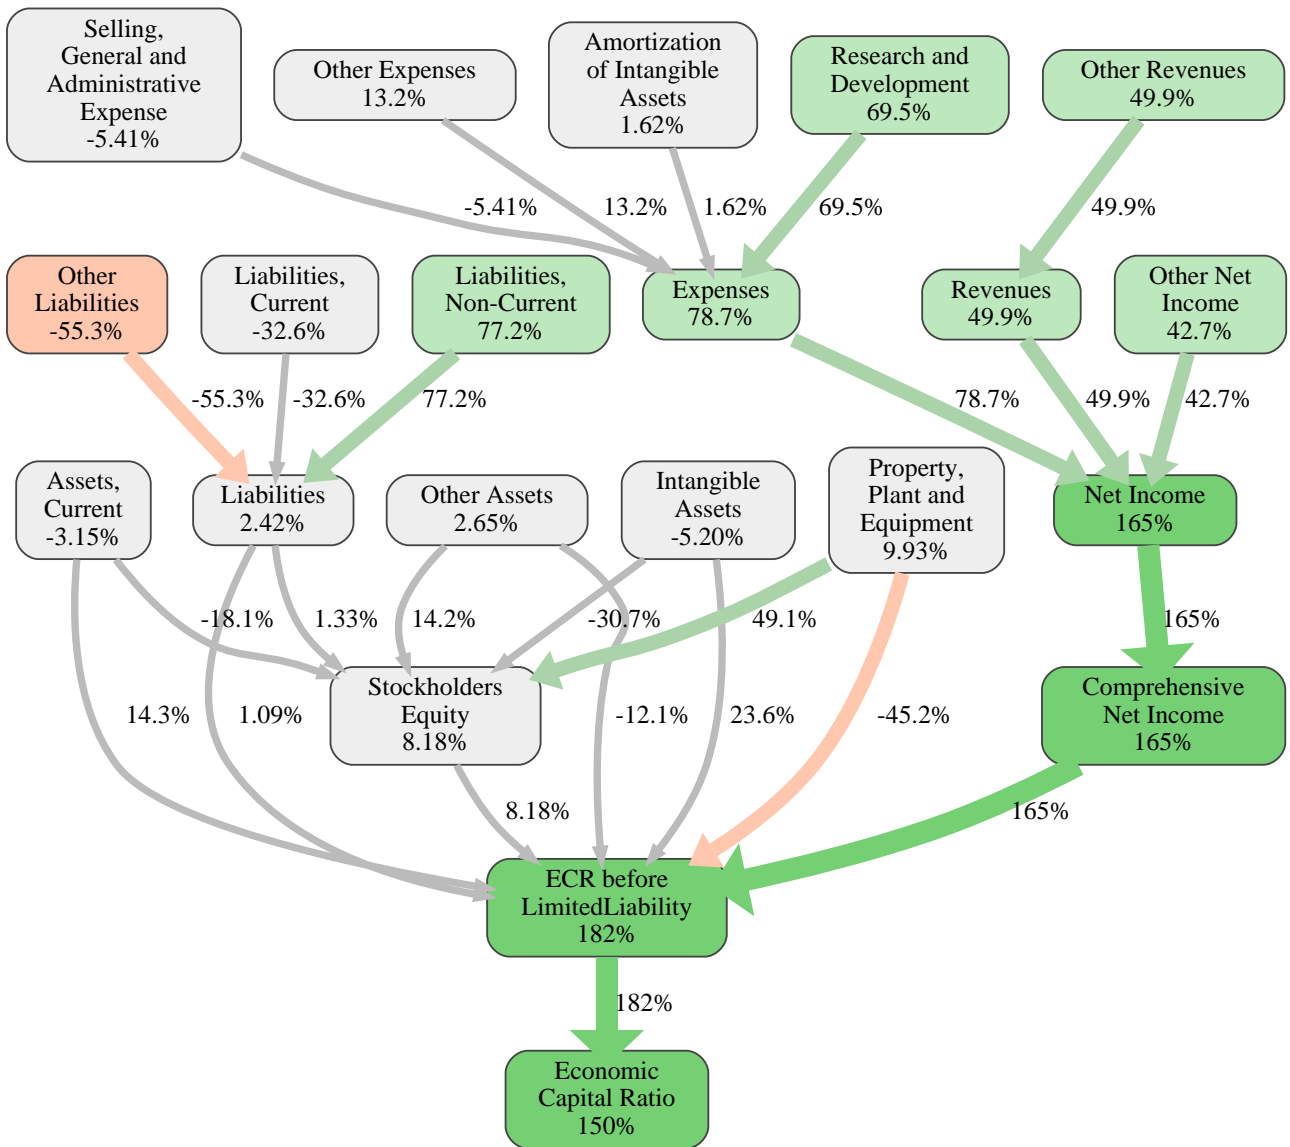 Selling,
General and
Administrative
Expense
-5.41%
Other Expenses
13.2%
Amortization
of Intangible
Assets
1.62%
Research and
Development
69.5%
Other Revenues
49.9%
-5.41%
13.2%
1.62%
69.5%
49.9%
Other
Liabilities
-55.3%
Liabilities,
Current
-32.6%
Liabilities,
Non-Current
77.2%
Expenses
78.7%
Revenues
49.9%
Other Net
Income
42.7%
-55.3%
-32.6%
77.2%
78.7%
49.9%
42.7%
Assets,
Current
-3.15%
Liabilities
2.42%
Other Assets
2.65%
Intangible
Assets
-5.20%
Property,
Plant and
Equipment
9.93%
Net Income
165%
-18.1%
1.33%
14.2%
-30.7%
49.1%
165%
Stockholders
Equity
8.18%
Comprehensive
Net Income
165%
14.3%
1.09%
-12.1%
23.6%
-45.2%
8.18%
165%
ECR before
LimitedLiability
182%
182%
Economic
Capital Ratio
150%